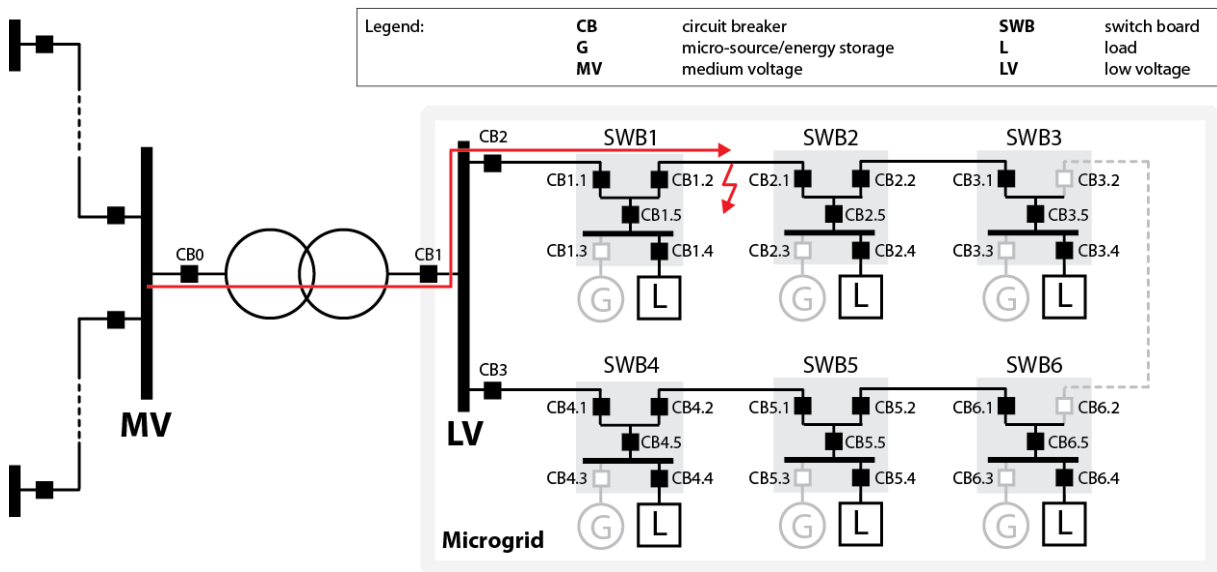 Legend: CB circuit breaker SWB switch board
G micro-source/energy storage L load
MV medium voltage LV low voltage
CB2 SWB1 SWB2 SWB3
CB1.1 CB1.2 CB2.1 CB2.2 CB3.1 CB3.2
CB1.5 CB2.5 CB3.5
CB0 CB1 CB1.3 CB1.4 CB2.3 CB2.4 CB3.3 CB3.4
G L G L G L
CB3 SWB4 SWB5 SWB6
CB4.1 CB4.2 CB5.1 CB5.2 CB6.1 CB6.2
MV LV CB4.5 CB5.5 CB6.5
CB4.3 CB4.4 CB5.3 CB5.4 CB6.3 CB6.4
G L G L G L
Microgrid